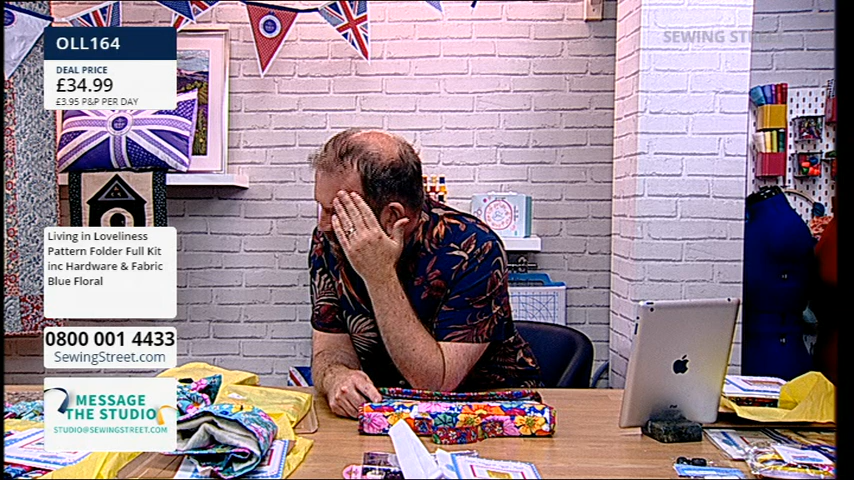 OLL164
DEAL PRICE
£34.99
£3.95 P&P PER DAY
SEWING STREET
Living in Loveliness
Pattern Folder Full Kit
inc Hardware & Fabric
Blue Floral
0800 001 4433
SewingStreet.com
MESSAGE
THE STUDIO
STUDIO@SEWINGSTREET.COM